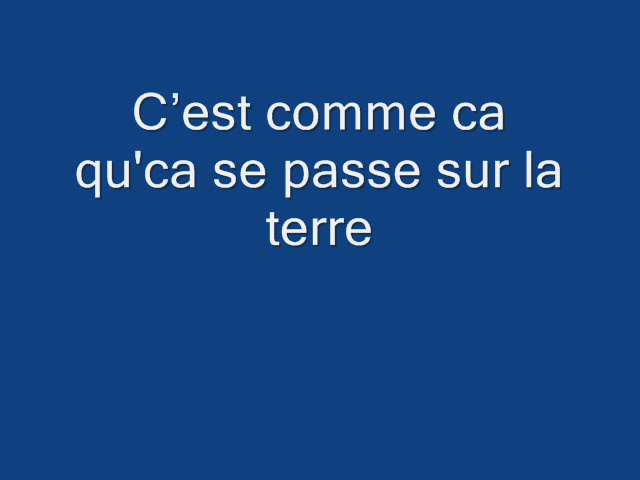 C’est comme ca
qu'ca se passe sur la
terre